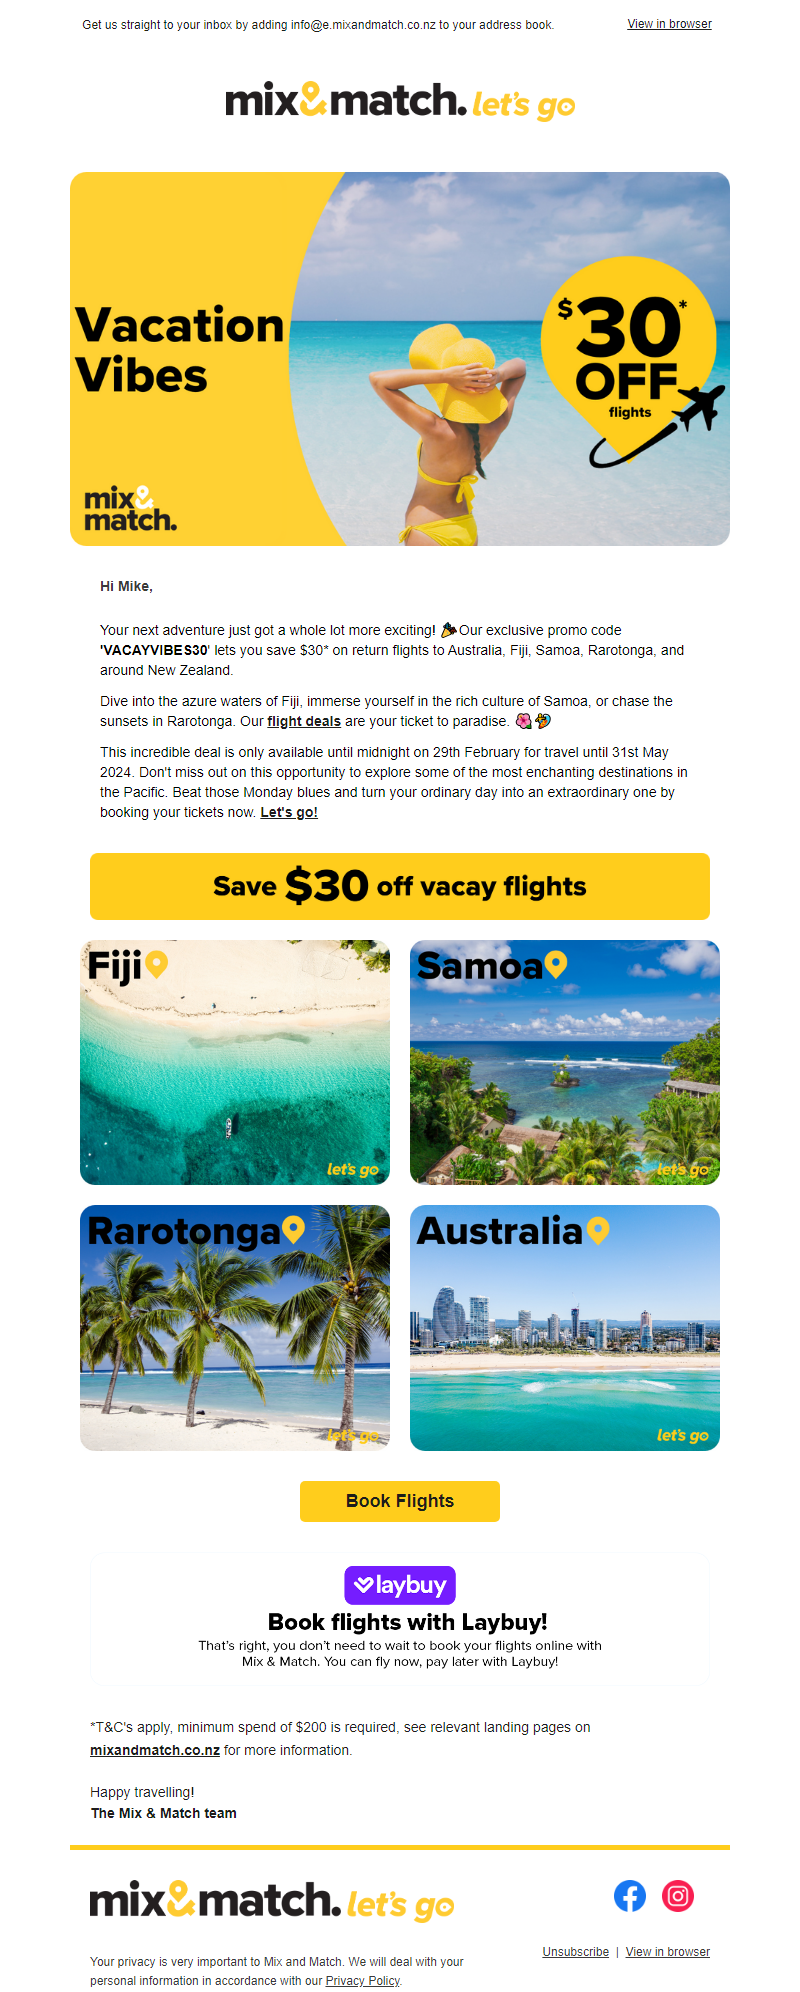 Get us straight to your inbox by adding info@e.mixandmatch.co.nz to your address book.
View in browser
mix&match. let's go
Vacation
Vibes
$30*
OFF
flights
mix&
match.
Hi Mike,
Your next adventure just got a whole lot more exciting! 🎉Our exclusive promo code
'VACAYVIBES30' lets you save $30* on return flights to Australia, Fiji, Samoa, Rarotonga, and
around New Zealand.
Dive into the azure waters of Fiji, immerse yourself in the rich culture of Samoa, or chase the
sunsets in Rarotonga. Our flight deals are your ticket to paradise. 🌺🏄
This incredible deal is only available until midnight on 29th February for travel until 31st May
2024. Don't miss out on this opportunity to explore some of the most enchanting destinations in
the Pacific. Beat those Monday blues and turn your ordinary day into an extraordinary one by
booking your tickets now. Let's go!
Save $30 off vacay flights
Fiji
let's go
Samoa
let's go
Rarotonga
let's go
Australia
let's go
Book Flights
laybuy
Book flights with Laybuy!
That's right, you don't need to wait to book your flights online with
Mix & Match. You can fly now, pay later with Laybuy!
*T&C's apply, minimum spend of $200 is required, see relevant landing pages on
mixandmatch.co.nz for more information.
Happy travelling!
The Mix & Match team
mix&match. let's go
Unsubscribe | View in browser
Your privacy is very important to Mix and Match. We will deal with your
personal information in accordance with our Privacy Policy.